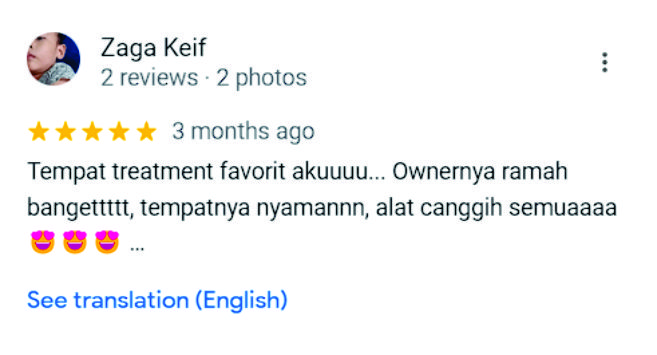 Zaga Keif
2 reviews · 2 photos
3 months ago
Tempat treatment favorit akuuuu... Ownernya ramah
bangettttt, tempatnya nyamannn, alat canggih semuaaaa
😍😍😍 ...
See translation (English)